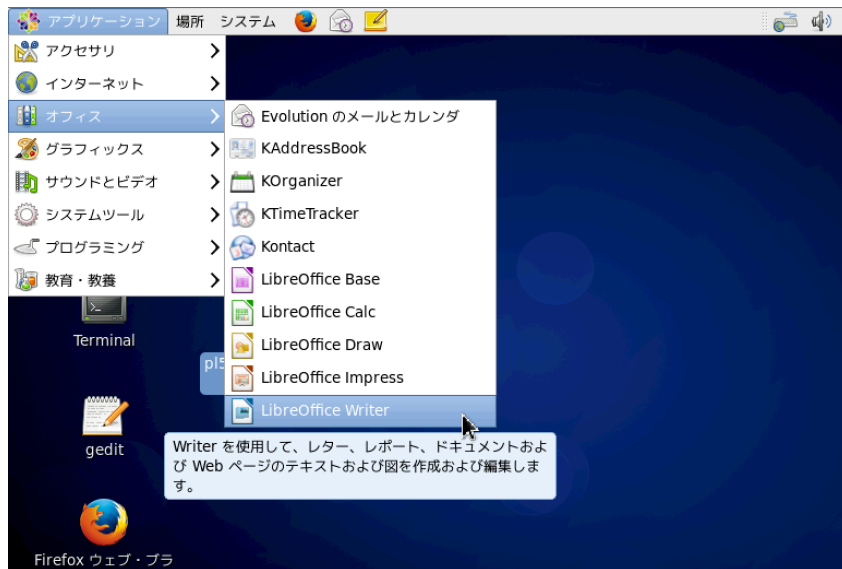 アプリケーション 場所 システム
アクセサリ
インターネット
オフィス
グラフィックス
サウンドとビデオ
システムツール
プログラミング
教育・教養
Evolution のメールとカレンダ
KAddressBook
KOrganizer
KTimeTracker
Kontact
LibreOffice Base
LibreOffice Calc
LibreOffice Draw
LibreOffice Impress
LibreOffice Writer
Writer を使用して、レター、レポート、ドキュメントおよ
び Web ページのテキストおよび図を作成および編集しま
す。
Terminal
gedit
Firefox ウェブ・ブラ